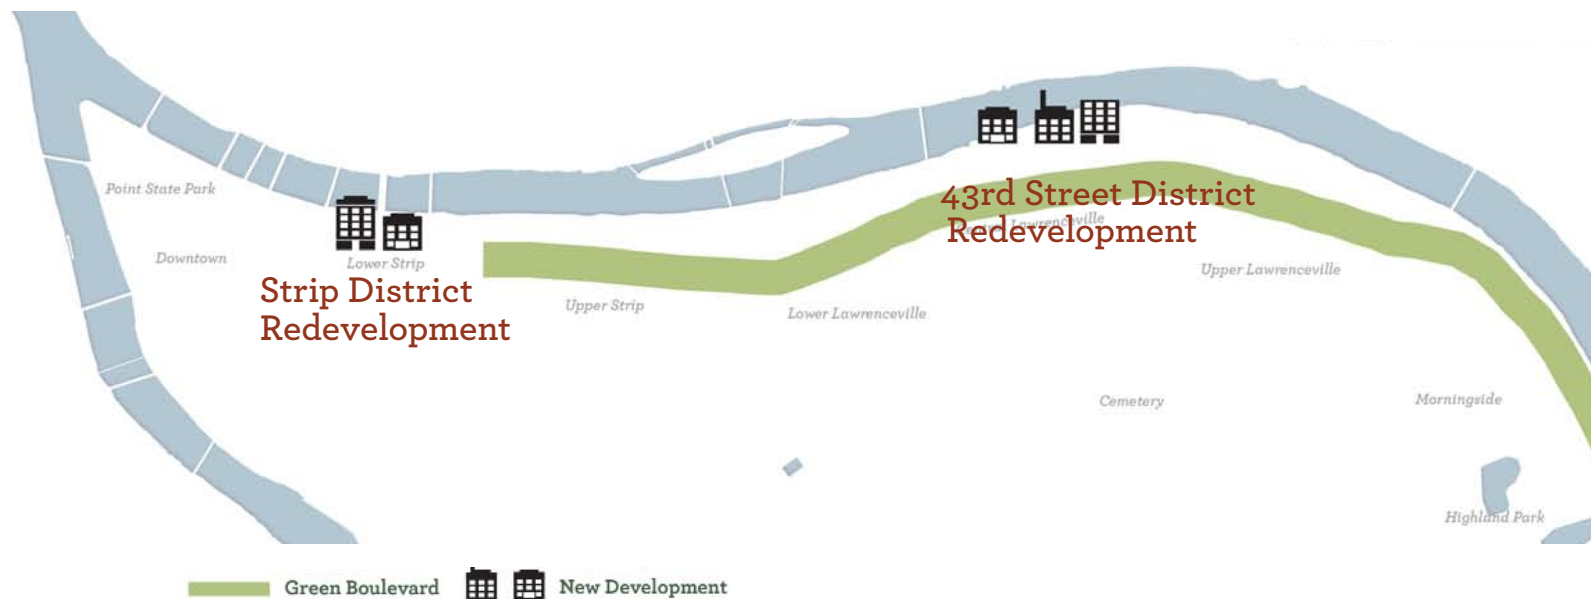 Point State Park
Downtown
Lower Strip
Strip District
Redevelopment
Upper Strip
Lower Lawrenceville
43rd Street District
Lawrenceville
Redevelopment
Upper Lawrenceville
Cemetery
Morningside
Highland Park
Green Boulevard
New Development